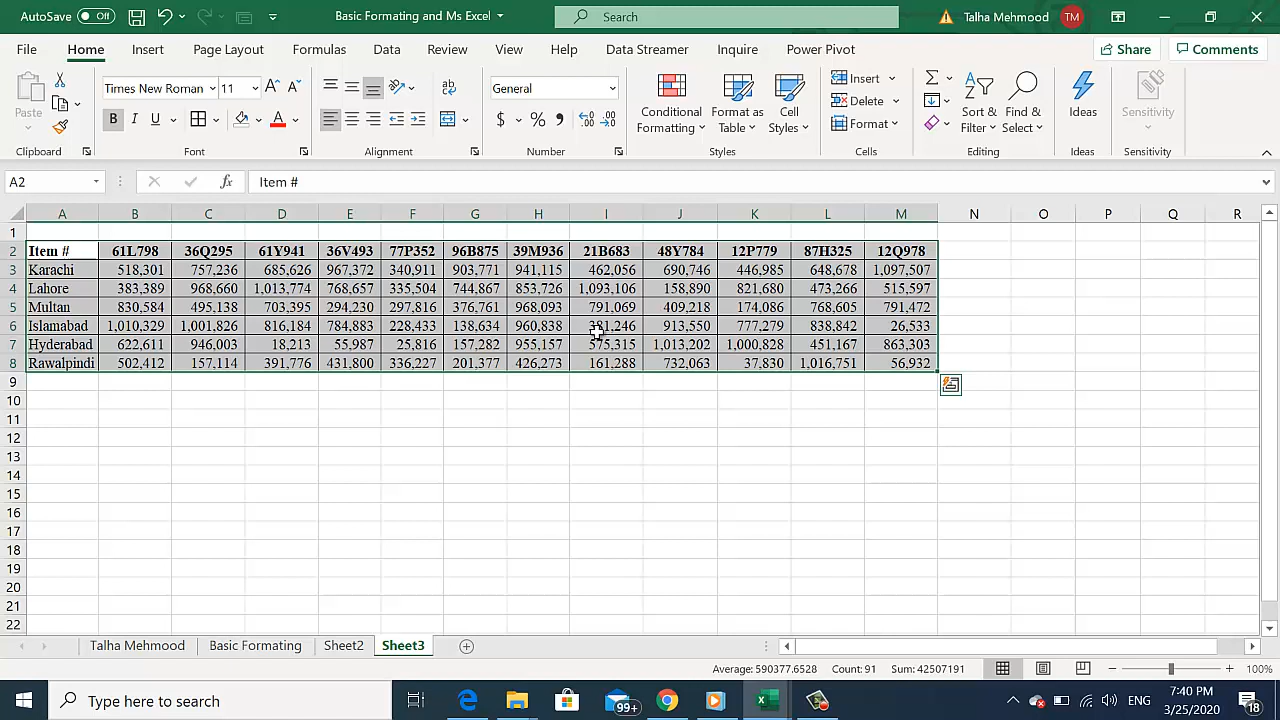 AutoSave Off Basic Formating and Ms Excel Search Talha Mehmood TM
File Home Insert Page Layout Formulas Data Review View Help Data Streamer Inquire Power Pivot Share Comments
Paste Times New Roman 11 A A ab General Conditional Formatting Format as Table Cell Styles Insert Delete Format Sort & Filter Find & Select Ideas Sensitivity
B I U A $ % , .00
Clipboard Font Alignment Number Styles Cells Editing Ideas Sensitivity
A2 fx Item #
A B C D E F G H I J K L M N O P Q R
1
2 Item # 61L798 36Q295 61Y941 36V493 77P352 96B875 39M936 21B683 48Y784 12P779 87H325 12Q978
3 Karachi 518,301 757,236 685,626 967,372 340,911 903,771 941,115 462,056 690,746 446,985 648,678 1,097,507
4 Lahore 383,389 968,660 1,013,774 768,657 335,504 744,867 853,726 1,093,106 158,890 821,680 473,266 515,597
5 Multan 830,584 495,138 703,395 294,230 297,816 376,761 968,093 791,069 409,218 174,086 768,605 791,472
6 Islamabad 1,010,329 1,001,826 816,184 784,883 228,433 138,634 960,838 913,550 777,279 838,842 26,533
7 Hyderabad 622,611 946,003 18,213 55,987 25,816 157,282 955,157 575,315 1,013,202 1,000,828 451,167 863,303
8 Rawalpindi 502,412 157,114 391,776 431,800 336,227 201,377 426,273 161,288 732,063 37,830 1,016,751 56,932
9
10
11
12
13
14
15
16
17
18
19
20
21
22
Talha Mehmood Basic Formating Sheet2 Sheet3
Average: 590377.6528 Count: 91 Sum: 42507191 100%
Type here to search 99+ ENG 7:40 PM
3/25/2020 18